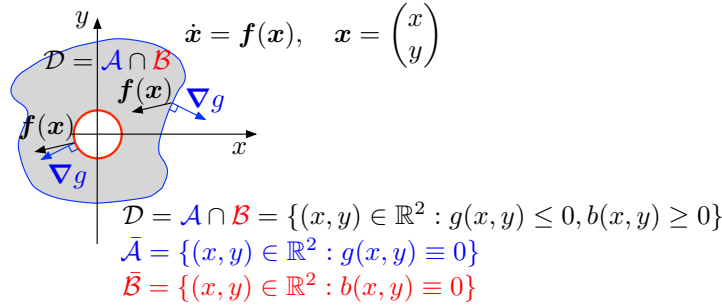 y
ẋ = f(x), x = (x y)
𝒟 = 𝒜 ∩ ℬ
f(x)
∇g
f(x)
x
∇g
𝒟 = 𝒜 ∩ ℬ = {(x, y) ∈ ℝ² : g(x, y) ≤ 0, b(x, y) ≥ 0}
𝒜̄ = {(x, y) ∈ ℝ² : g(x, y) ≡ 0}
ℬ̄ = {(x, y) ∈ ℝ² : b(x, y) ≡ 0}